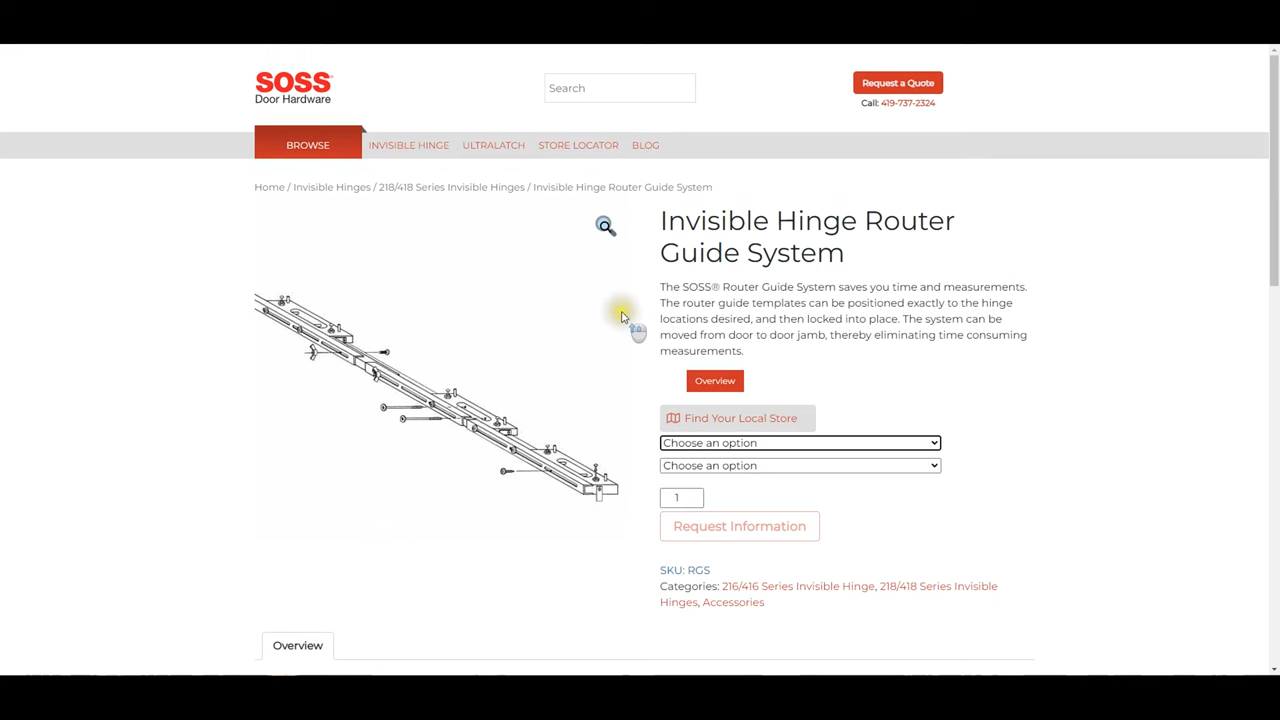 SOSS
Door Hardware
Search
Request a Quote
Call: 419-737-2324
BROWSE
INVISIBLE HINGE
ULTRALATCH
STORE LOCATOR
BLOG
Home / Invisible Hinges / 218/418 Series Invisible Hinges / Invisible Hinge Router Guide System
Invisible Hinge Router
Guide System
The SOSS® Router Guide System saves you time and measurements.
The router guide templates can be positioned exactly to the hinge
locations desired, and then locked into place. The system can be
moved from door to door jamb, thereby eliminating time consuming
measurements.
Overview
Find Your Local Store
Choose an option
Choose an option
1
Request Information
SKU: RGS
Categories: 216/416 Series Invisible Hinge, 218/418 Series Invisible
Hinges, Accessories
Overview